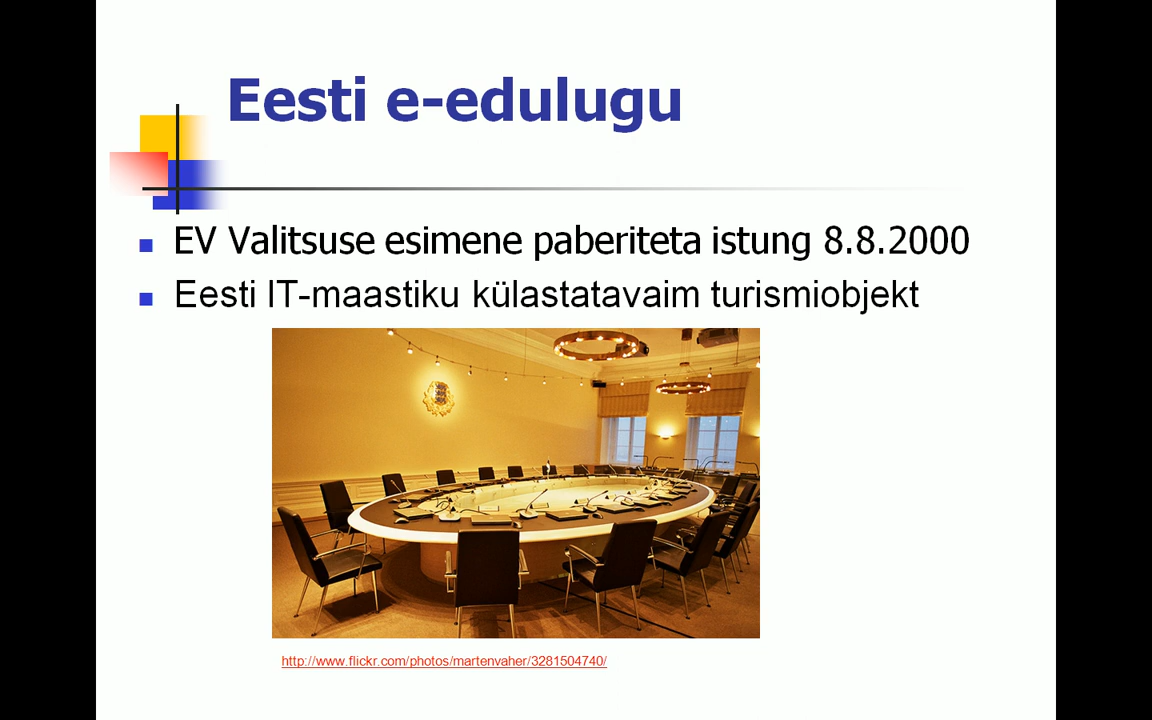 Eesti e-edulugu
EV Valitsuse esimene paberiteta istung 8.8.2000
Eesti IT-maastiku külastatavaim turismiobjekt
http://www.flickr.com/photos/martenvaher/3281504740/